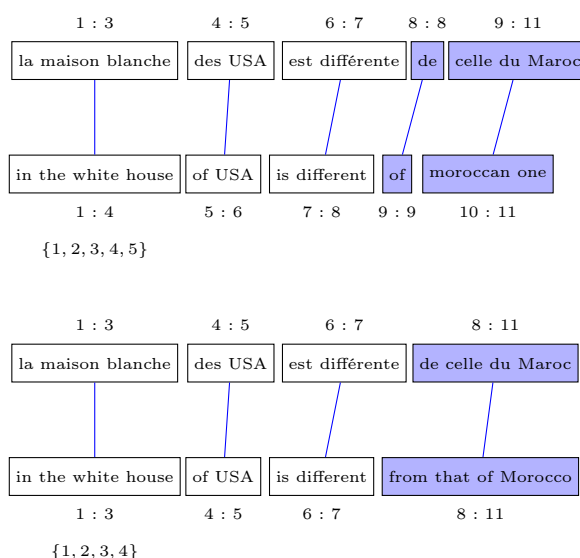 1 : 3 4 : 5 6 : 7 8 : 8 9 : 11
la maison blanche des USA est différente de celle du Maroc
in the white house of USA is different of moroccan one
1 : 4 5 : 6 7 : 8 9 : 9 10 : 11
{1, 2, 3, 4, 5}
1 : 3 4 : 5 6 : 7 8 : 11
la maison blanche des USA est différente de celle du Maroc
in the white house of USA is different from that of Morocco
1 : 3 4 : 5 6 : 7 8 : 11
{1, 2, 3, 4}